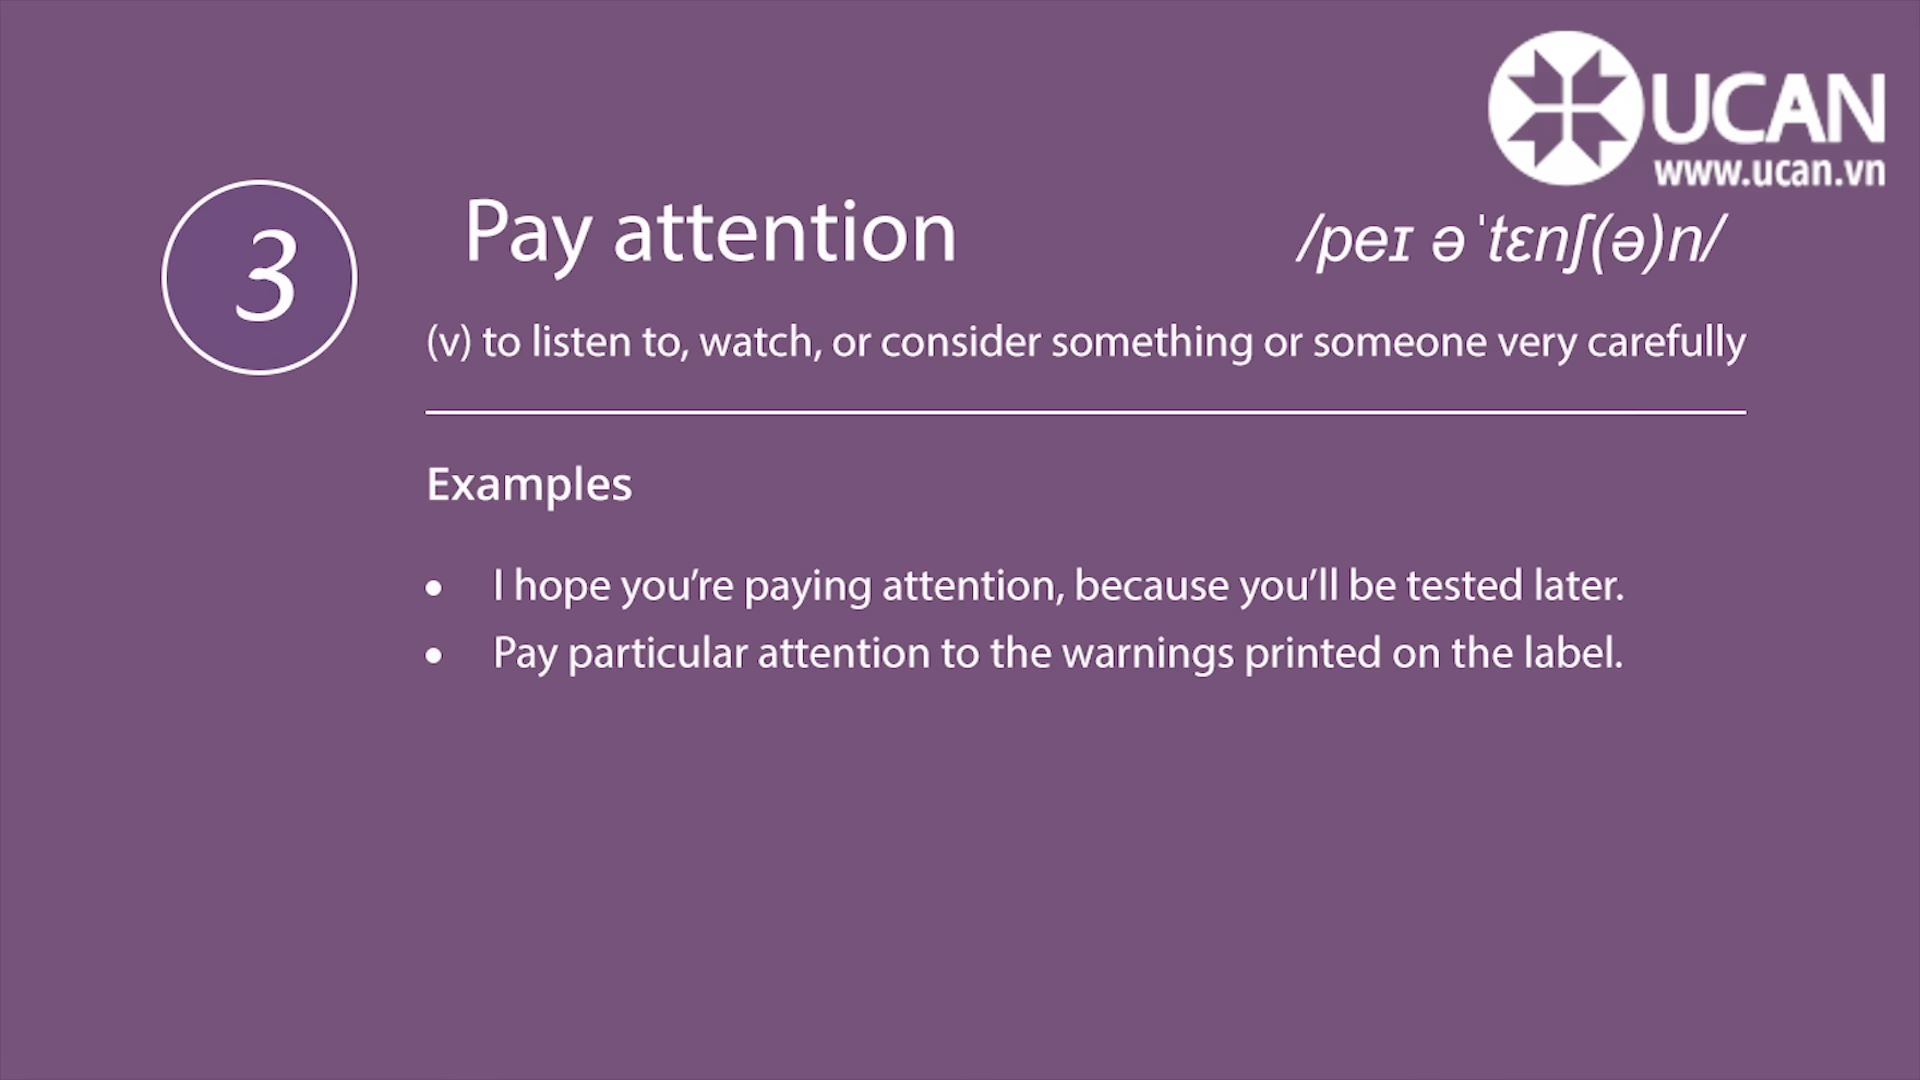 UCAN
www.ucan.vn
3
Pay attention /peɪ əˈtɛnʃ(ə)n/
(v) to listen to, watch, or consider something or someone very carefully
Examples
• I hope you’re paying attention, because you’ll be tested later.
• Pay particular attention to the warnings printed on the label.